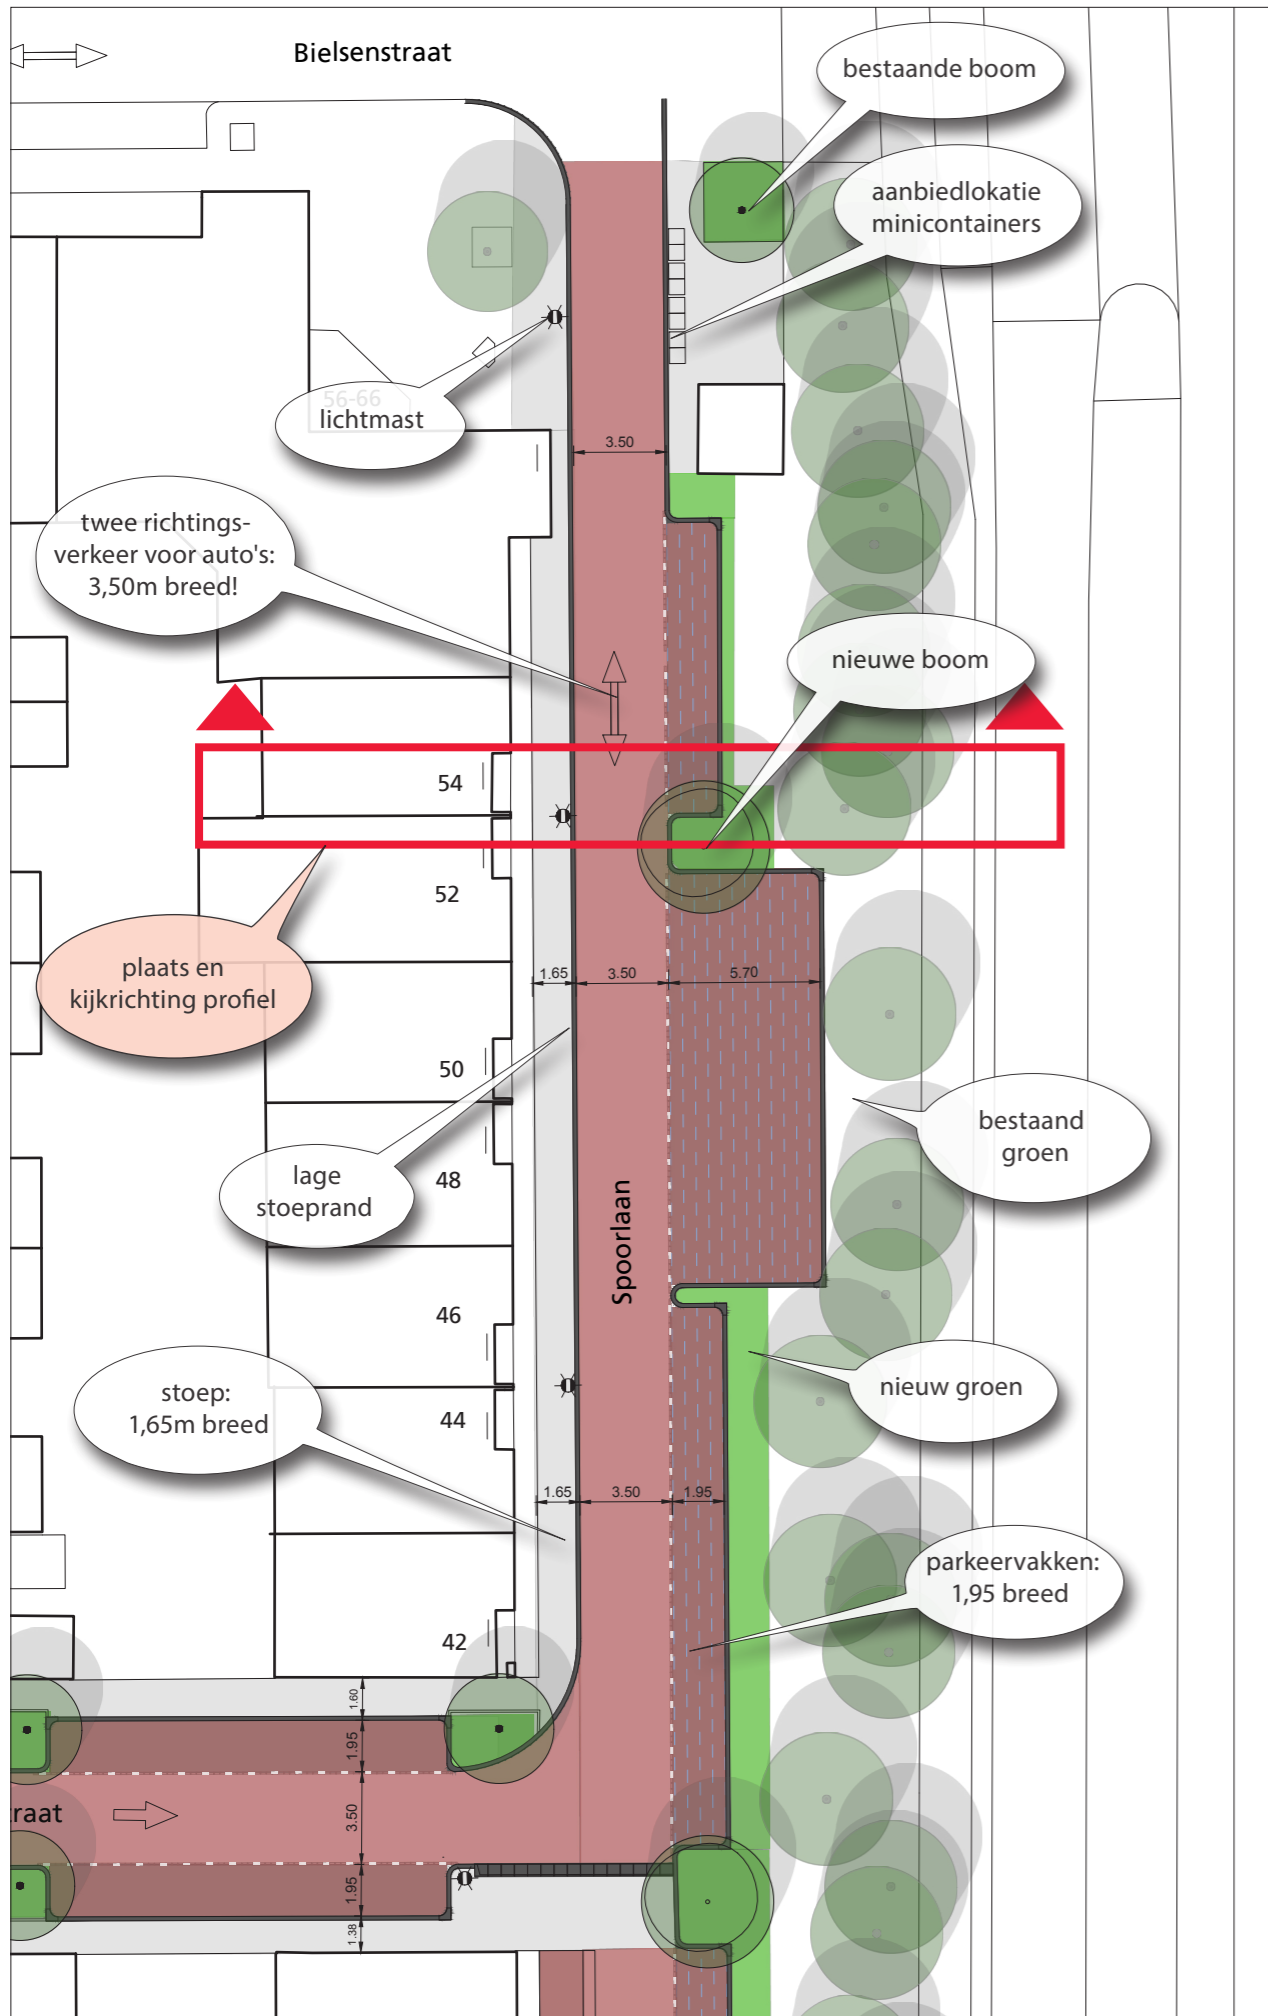 Bielsenstraat
bestaande boom
aanbiedlokatie
minicontainers
56-66
lichtmast
3.50
twee richtings-
verkeer voor auto's:
3,50m breed!
nieuwe boom
54
52
plaats en
kijkrichting profiel
1.65
3.50
5.70
50
bestaand
groen
lage
stoeprand
48
Spoorlaan
46
nieuw groen
stoep:
1,65m breed
44
1.65
3.50
1.95
parkeervakken:
1,95 breed
42
1.60
1.95
3.50
raat
1.95
1.38